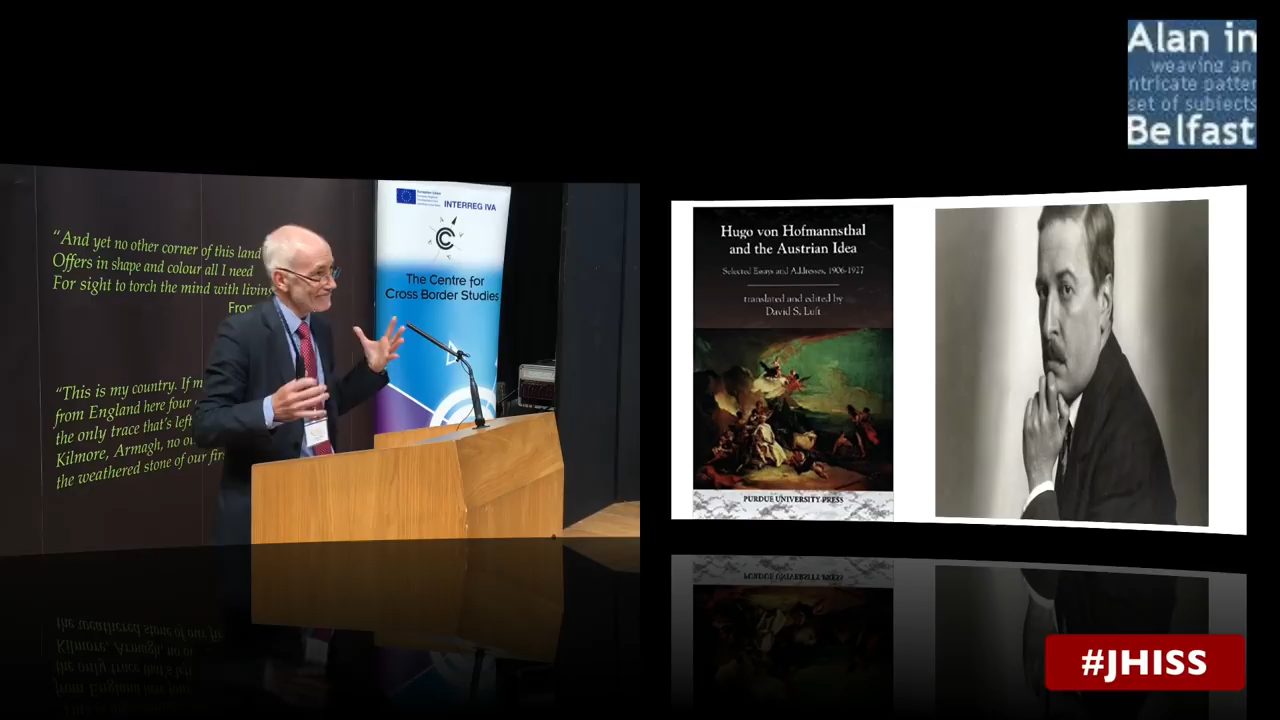 Alan in
weaving an
ntricate patter
set of subjects
Belfast
INTERREG IVA
The Centre for
Cross Border Studies
"And yet no other corner of this land
Offers in shape and colour all I need
For sight to torch the mind with living
From
"This is my country. If m
from England here four
the only trace that's left
Kilmore, Armagh, no
the weathered stone of our fir
Hugo von Hofmannsthal
and the Austrian Idea
Selected Essays and Addresses, 1906-1927
translated and edited by
David S. Luft
PURDUE UNIVERSITY PRESS
#JHISS